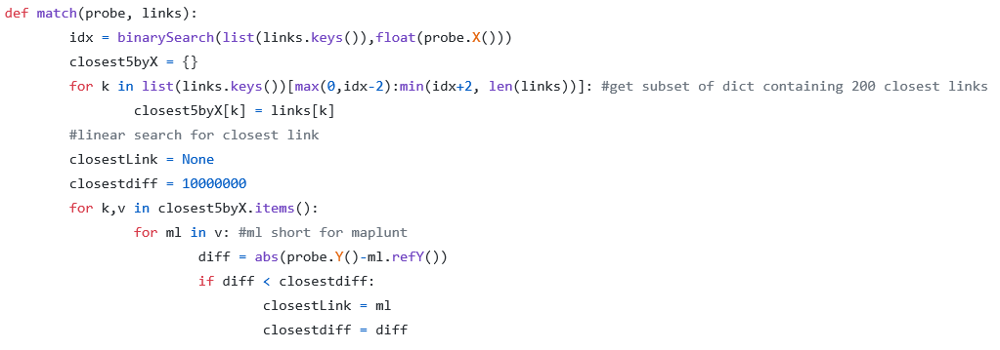 def match(probe, links):
        idx = binarySearch(list(links.keys()),float(probe.X()))
        closest5byX = {}
        for k in list(links.keys())[max(0,idx-2):min(idx+2, len(links))]: #get subset of dict containing 200 closest links
                closest5byX[k] = links[k]
        #linear search for closest link
        closestLink = None
        closestdiff = 10000000
        for k,v in closest5byX.items():
                for ml in v: #ml short for maplunt
                        diff = abs(probe.Y()-ml.refY())
                        if diff < closestdiff:
                                closestLink = ml
                                closestdiff = diff